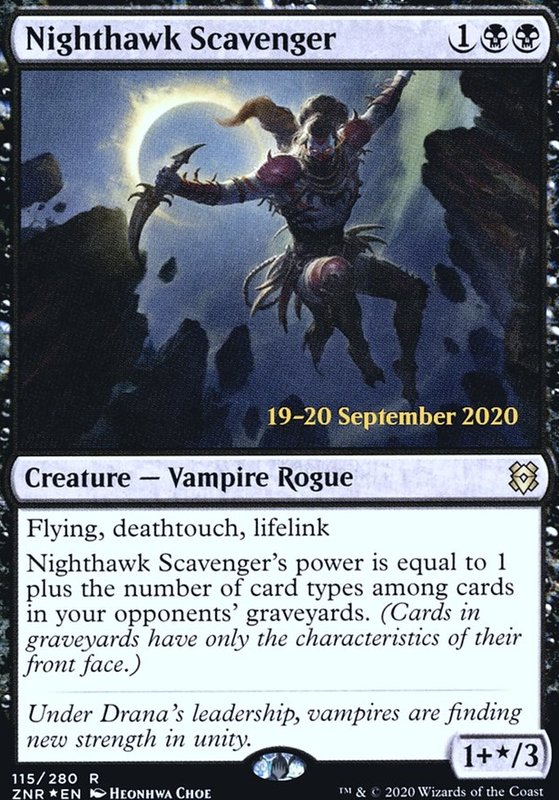 Nighthawk Scavenger 1
19–20 September 2020
Creature — Vampire Rogue
Flying, deathtouch, lifelink
Nighthawk Scavenger's power is equal to 1
plus the number of card types among cards
in your opponents' graveyards. (Cards in
graveyards have only the characteristics of their
front face.)
Under Drana's leadership, vampires are finding
new strength in unity.
1+★/3
115/280 R
ZNR ★ EN Heonhwa Choe
™ & © 2020 Wizards of the Coast